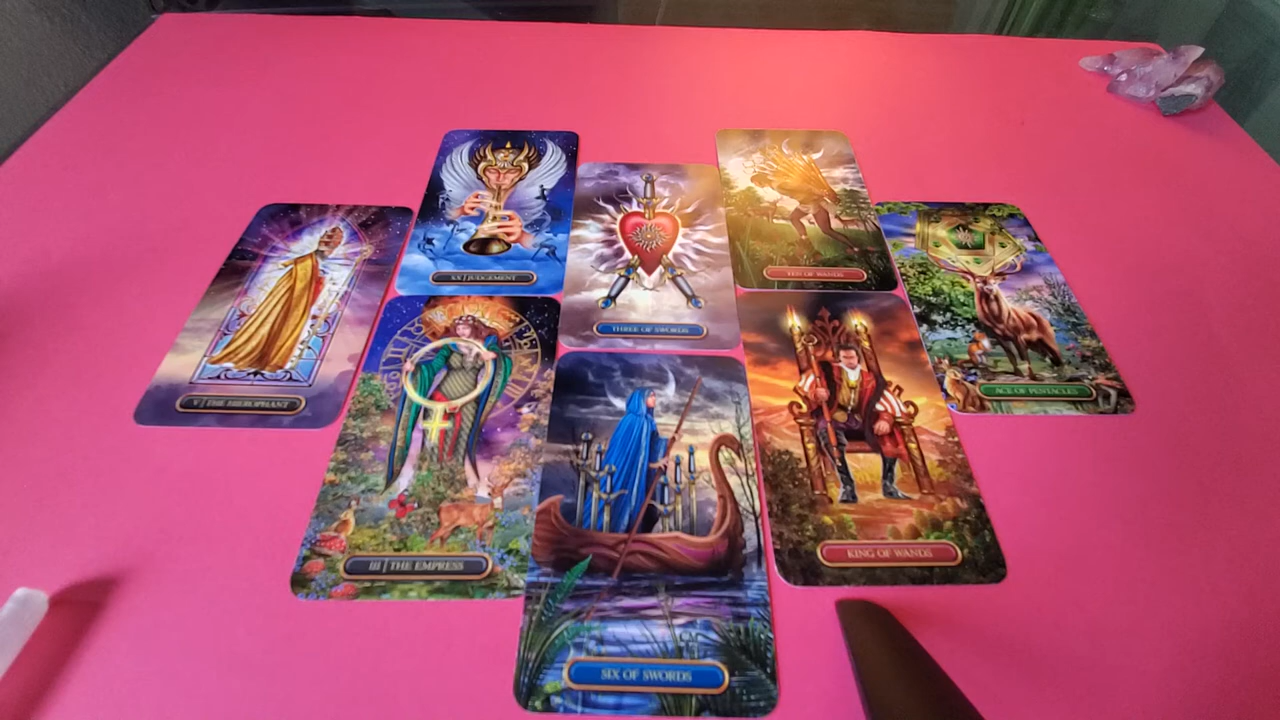 XX | JUDGEMENT
THREE OF SWORDS
TEN OF WANDS
V | THE HIEROPHANT
ACE OF PENTACLES
III | THE EMPRESS
KING OF WANDS
SIX OF SWORDS